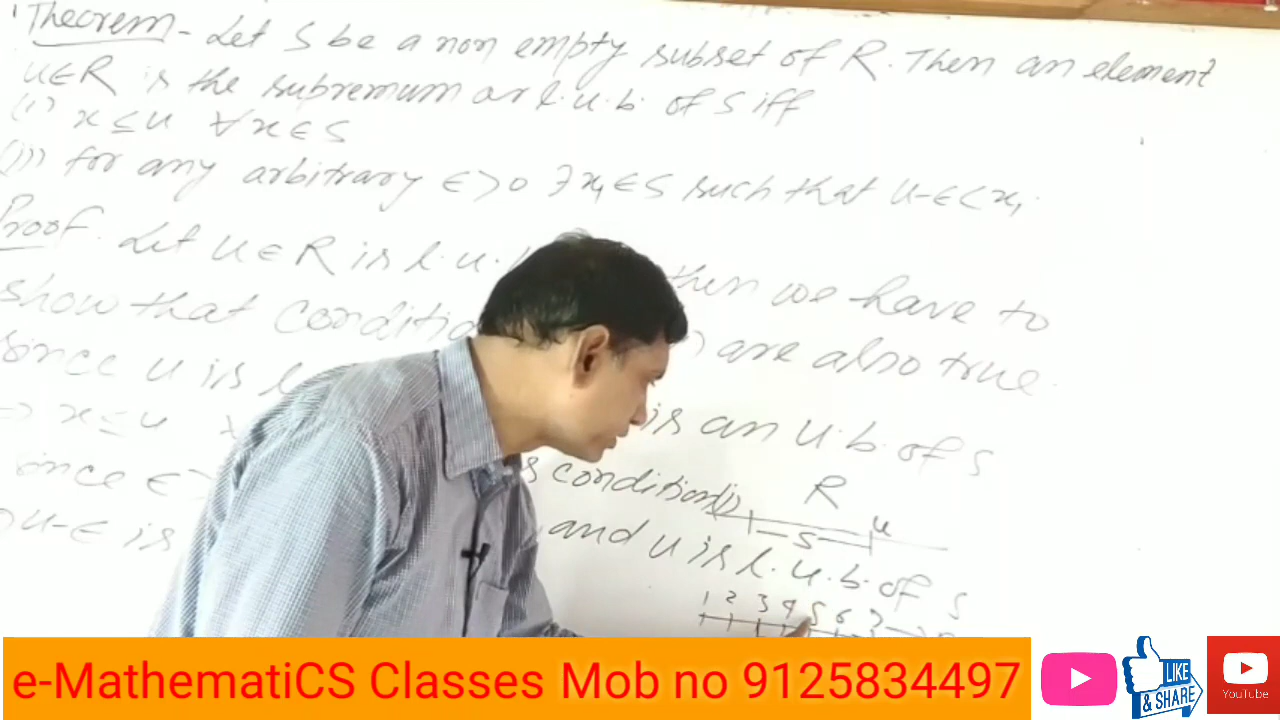 Theorem - Let S be a non empty subset of R. Then an element
u∈R is the supremum or l.u.b. of S iff
(i) x ≤ u ∀ x ∈ S
(ii) for any arbitrary ∈>0 ∃ x₁∈S such that u-∈<x₁.
Proof. Let u∈R is l.u. then we have to
show that are also true.
Since u is is an u.b. of S
⇒ x ≤ u condition (i)
u-∈ is and u is l.u.b. of S
R
u
S
1 2 3 4 5 6 7
e-MathematiCS Classes Mob no 9125834497
LIKE & SHARE
YouTube